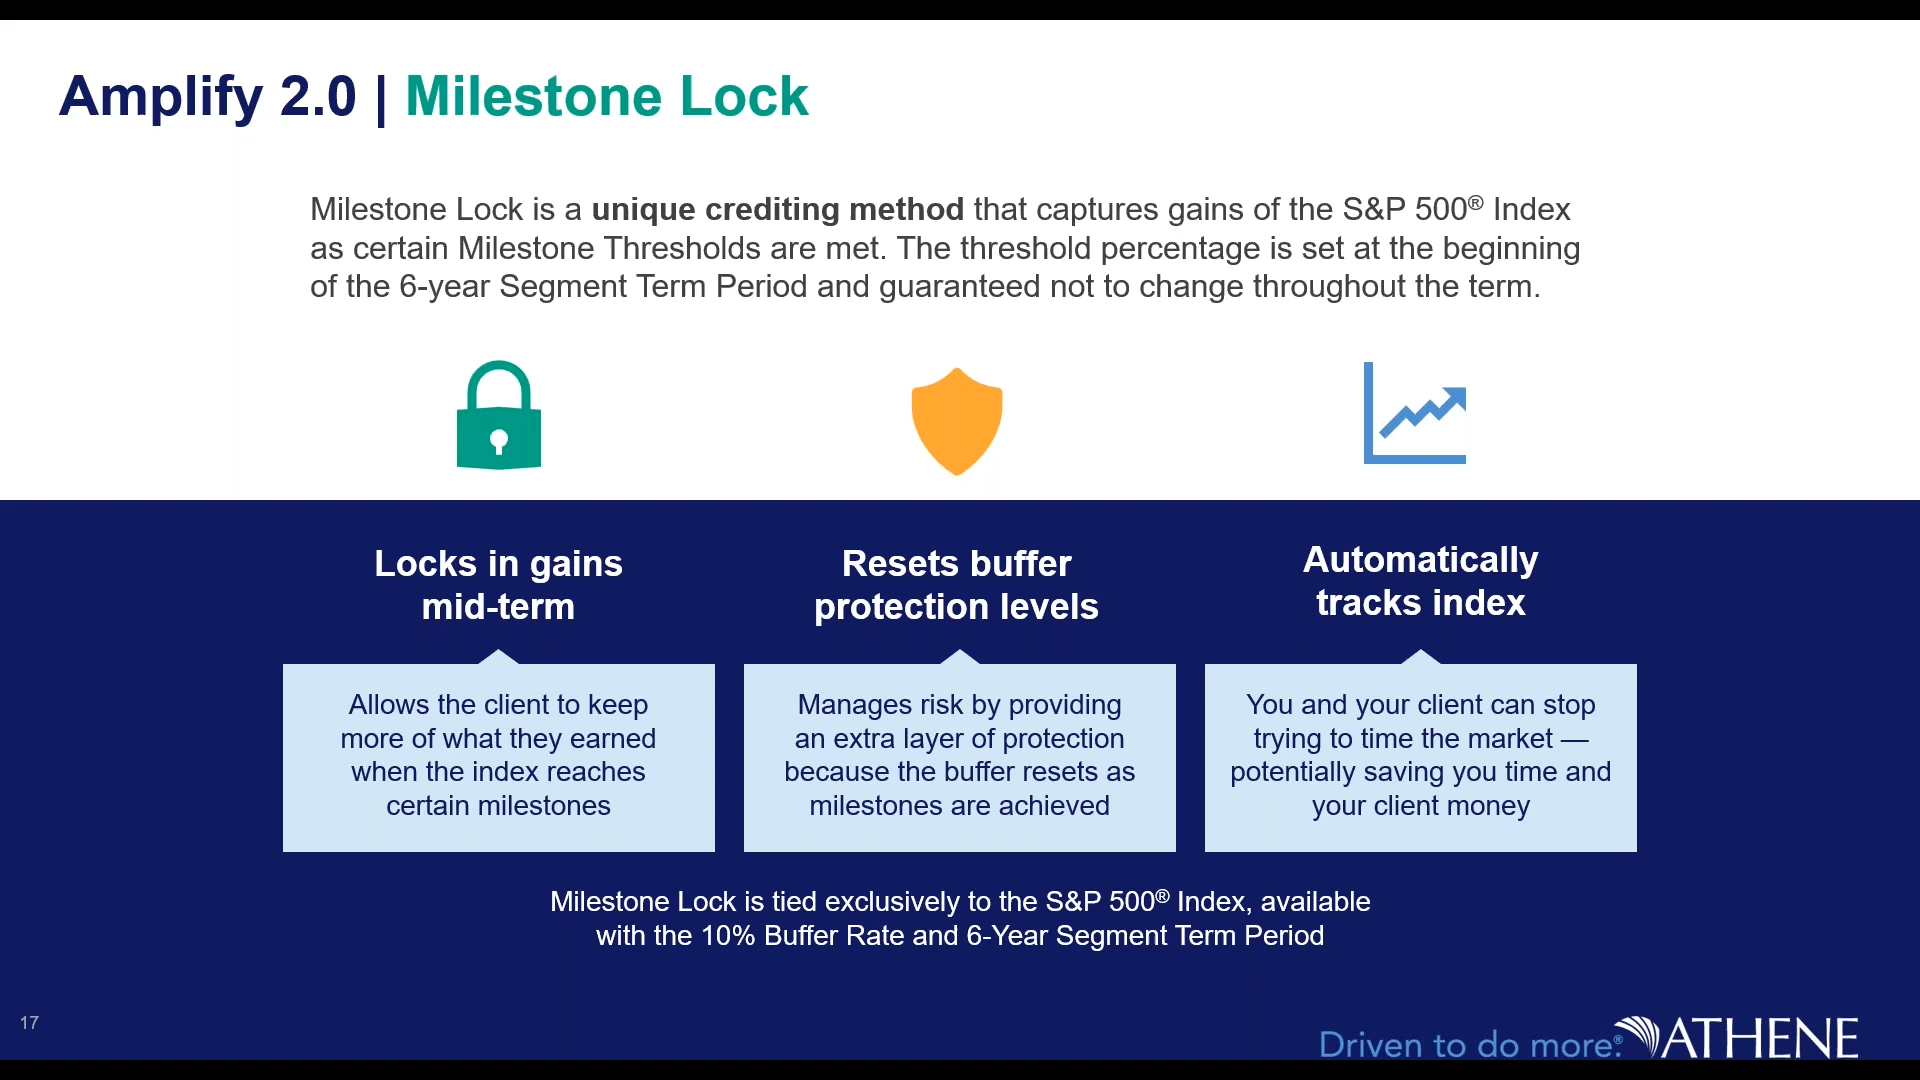 Amplify 2.0 | Milestone Lock
Milestone Lock is a unique crediting method that captures gains of the S&P 500® Index
as certain Milestone Thresholds are met. The threshold percentage is set at the beginning
of the 6-year Segment Term Period and guaranteed not to change throughout the term.
Locks in gains
mid-term
Allows the client to keep
more of what they earned
when the index reaches
certain milestones
Resets buffer
protection levels
Manages risk by providing
an extra layer of protection
because the buffer resets as
milestones are achieved
Automatically
tracks index
You and your client can stop
trying to time the market —
potentially saving you time and
your client money
Milestone Lock is tied exclusively to the S&P 500® Index, available
with the 10% Buffer Rate and 6-Year Segment Term Period
17
Driven to do more.® ATHENE